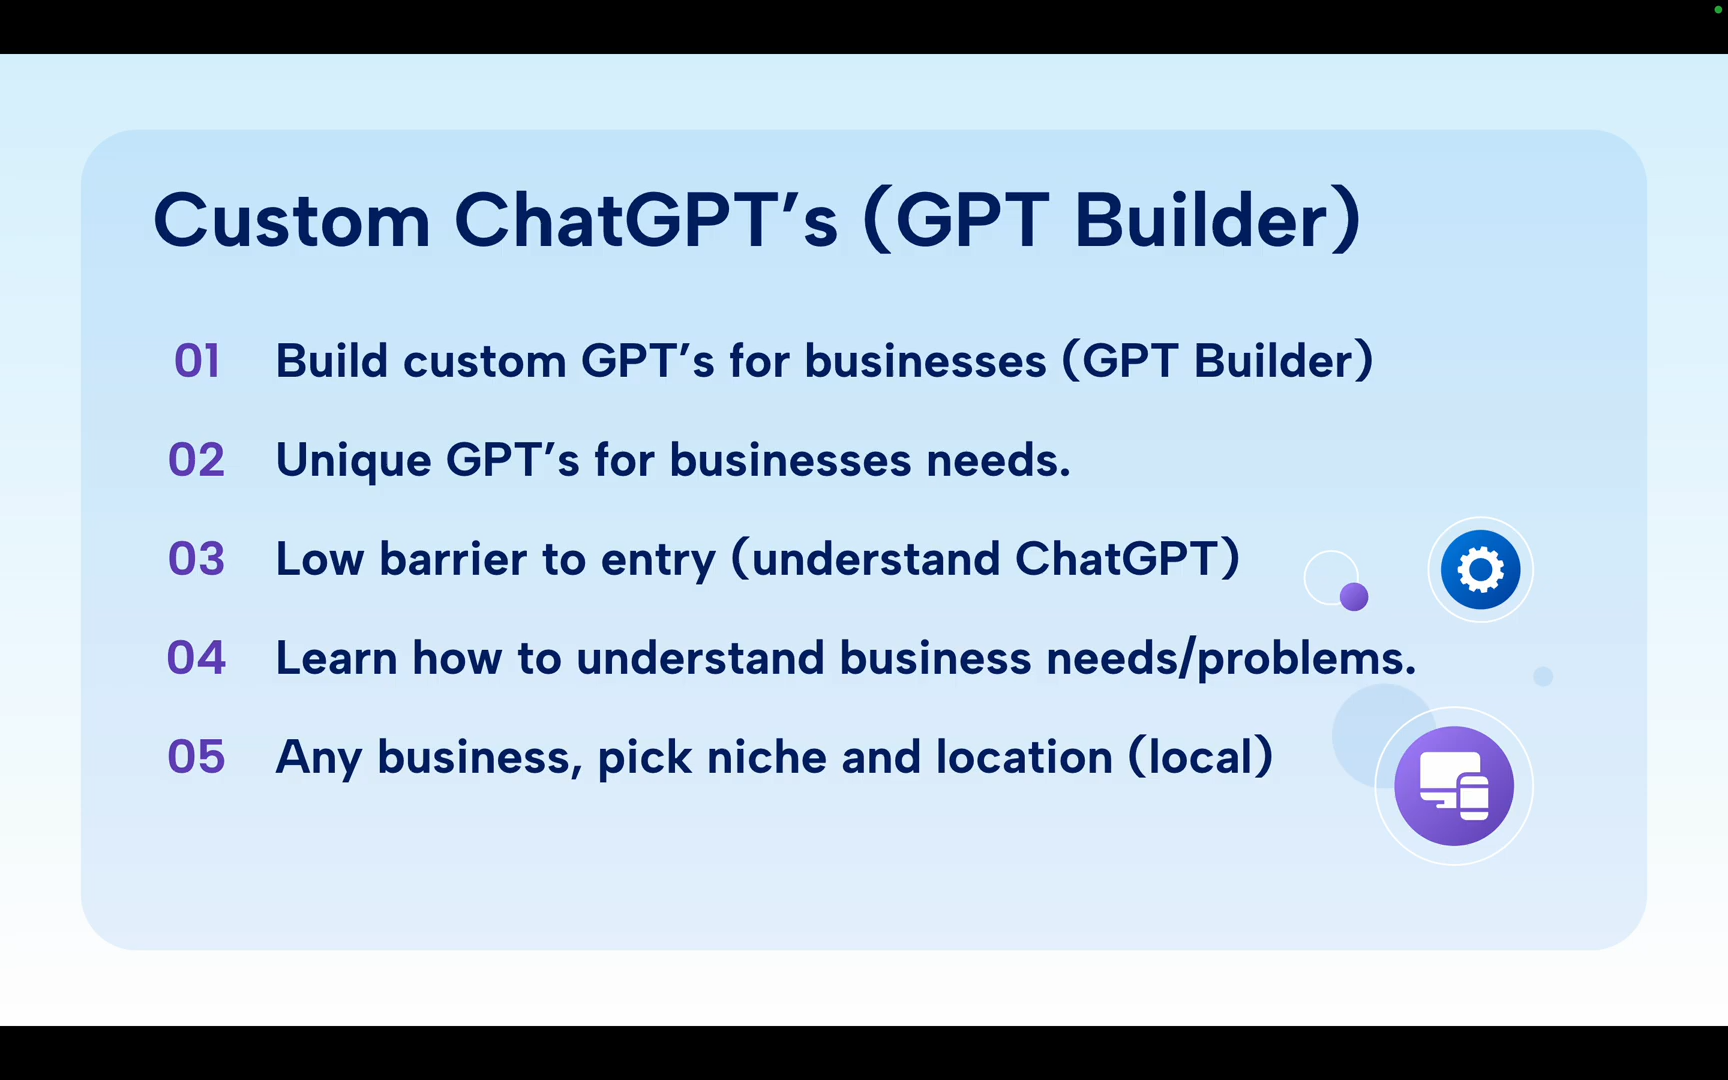 Custom ChatGPT’s (GPT Builder)
01 Build custom GPT’s for businesses (GPT Builder)
02 Unique GPT’s for businesses needs.
03 Low barrier to entry (understand ChatGPT)
04 Learn how to understand business needs/problems.
05 Any business, pick niche and location (local)